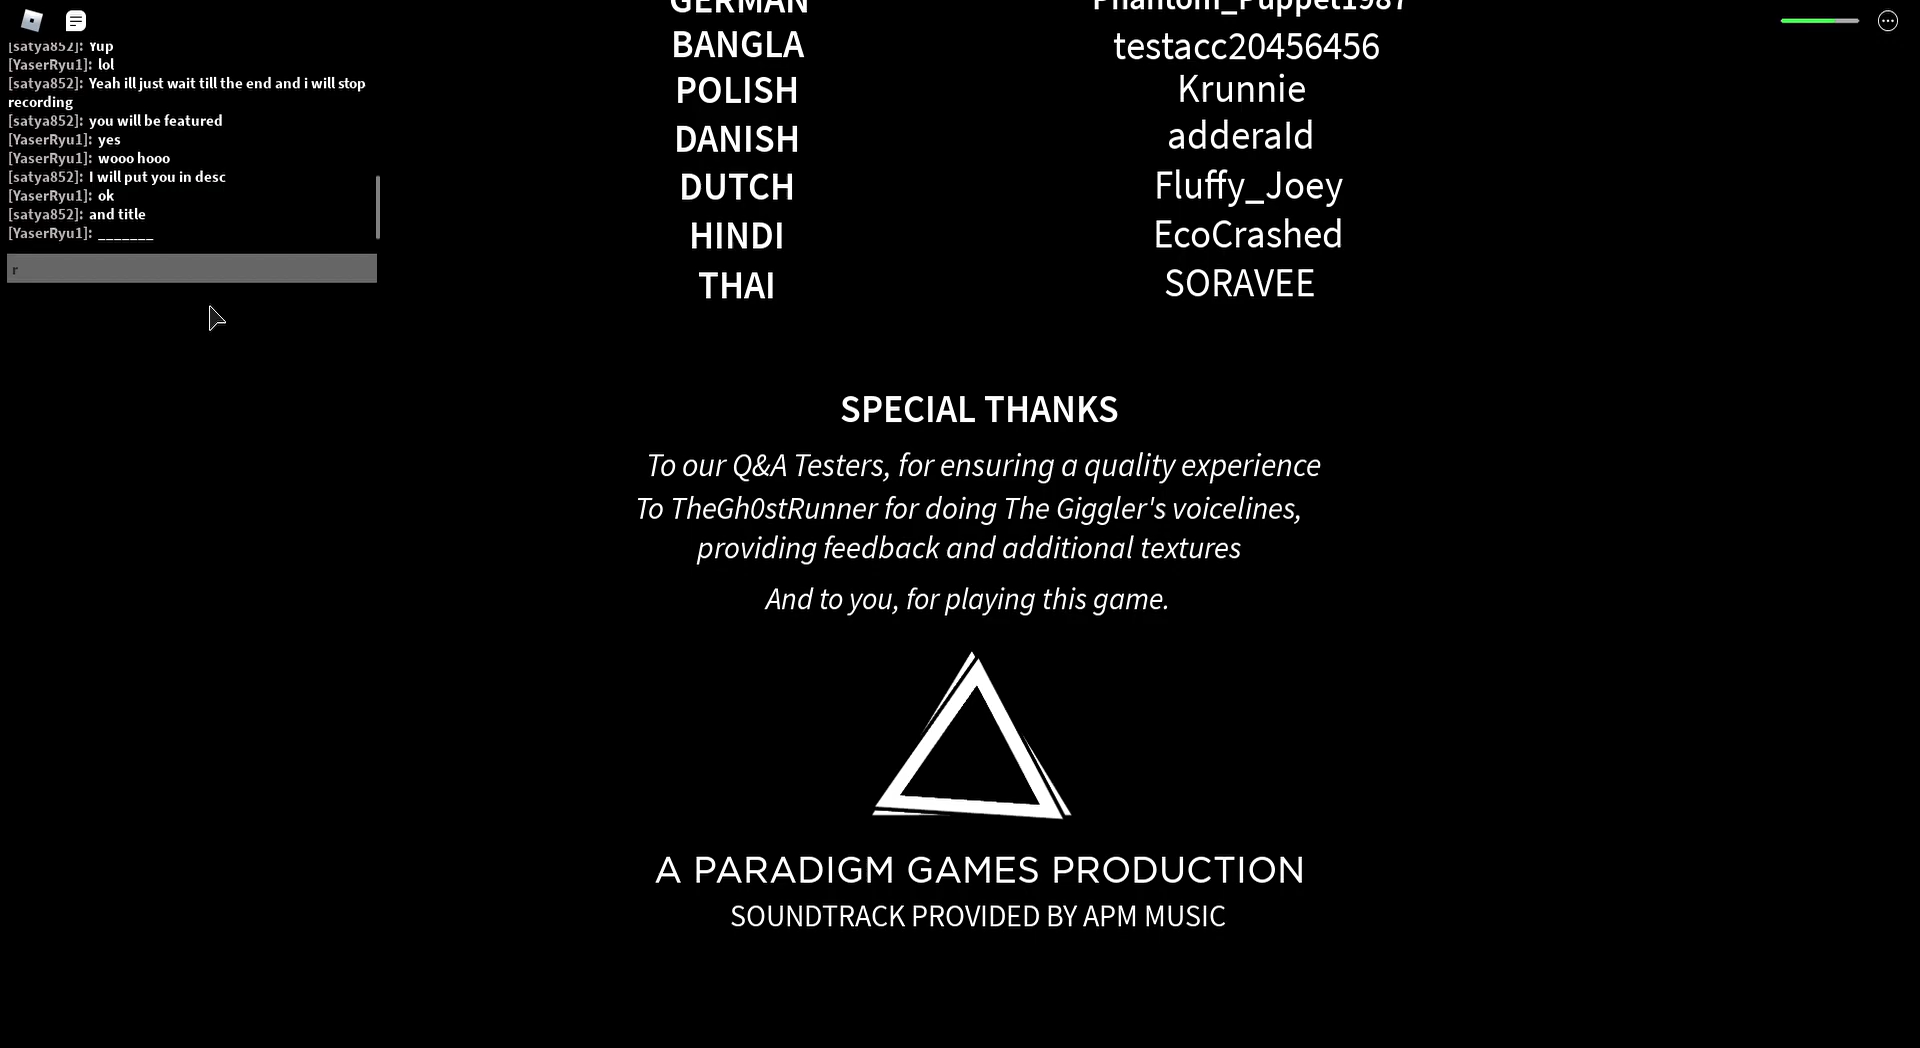 [satya852]: Yup
[YaserRyu1]: lol
[satya852]: Yeah ill just wait till the end and i will stop
recording
[satya852]: you will be featured
[YaserRyu1]: yes
[YaserRyu1]: wooo hooo
[satya852]: I will put you in desc
[YaserRyu1]: ok
[satya852]: and title
[YaserRyu1]: _______
r
GERMAN Phantom_Puppet1987
BANGLA testacc20456456
POLISH Krunnie
DANISH adderald
DUTCH Fluffy_Joey
HINDI EcoCrashed
THAI SORAVEE
SPECIAL THANKS
To our Q&A Testers, for ensuring a quality experience
To TheGh0stRunner for doing The Giggler's voicelines,
providing feedback and additional textures
And to you, for playing this game.
A PARADIGM GAMES PRODUCTION
SOUNDTRACK PROVIDED BY APM MUSIC